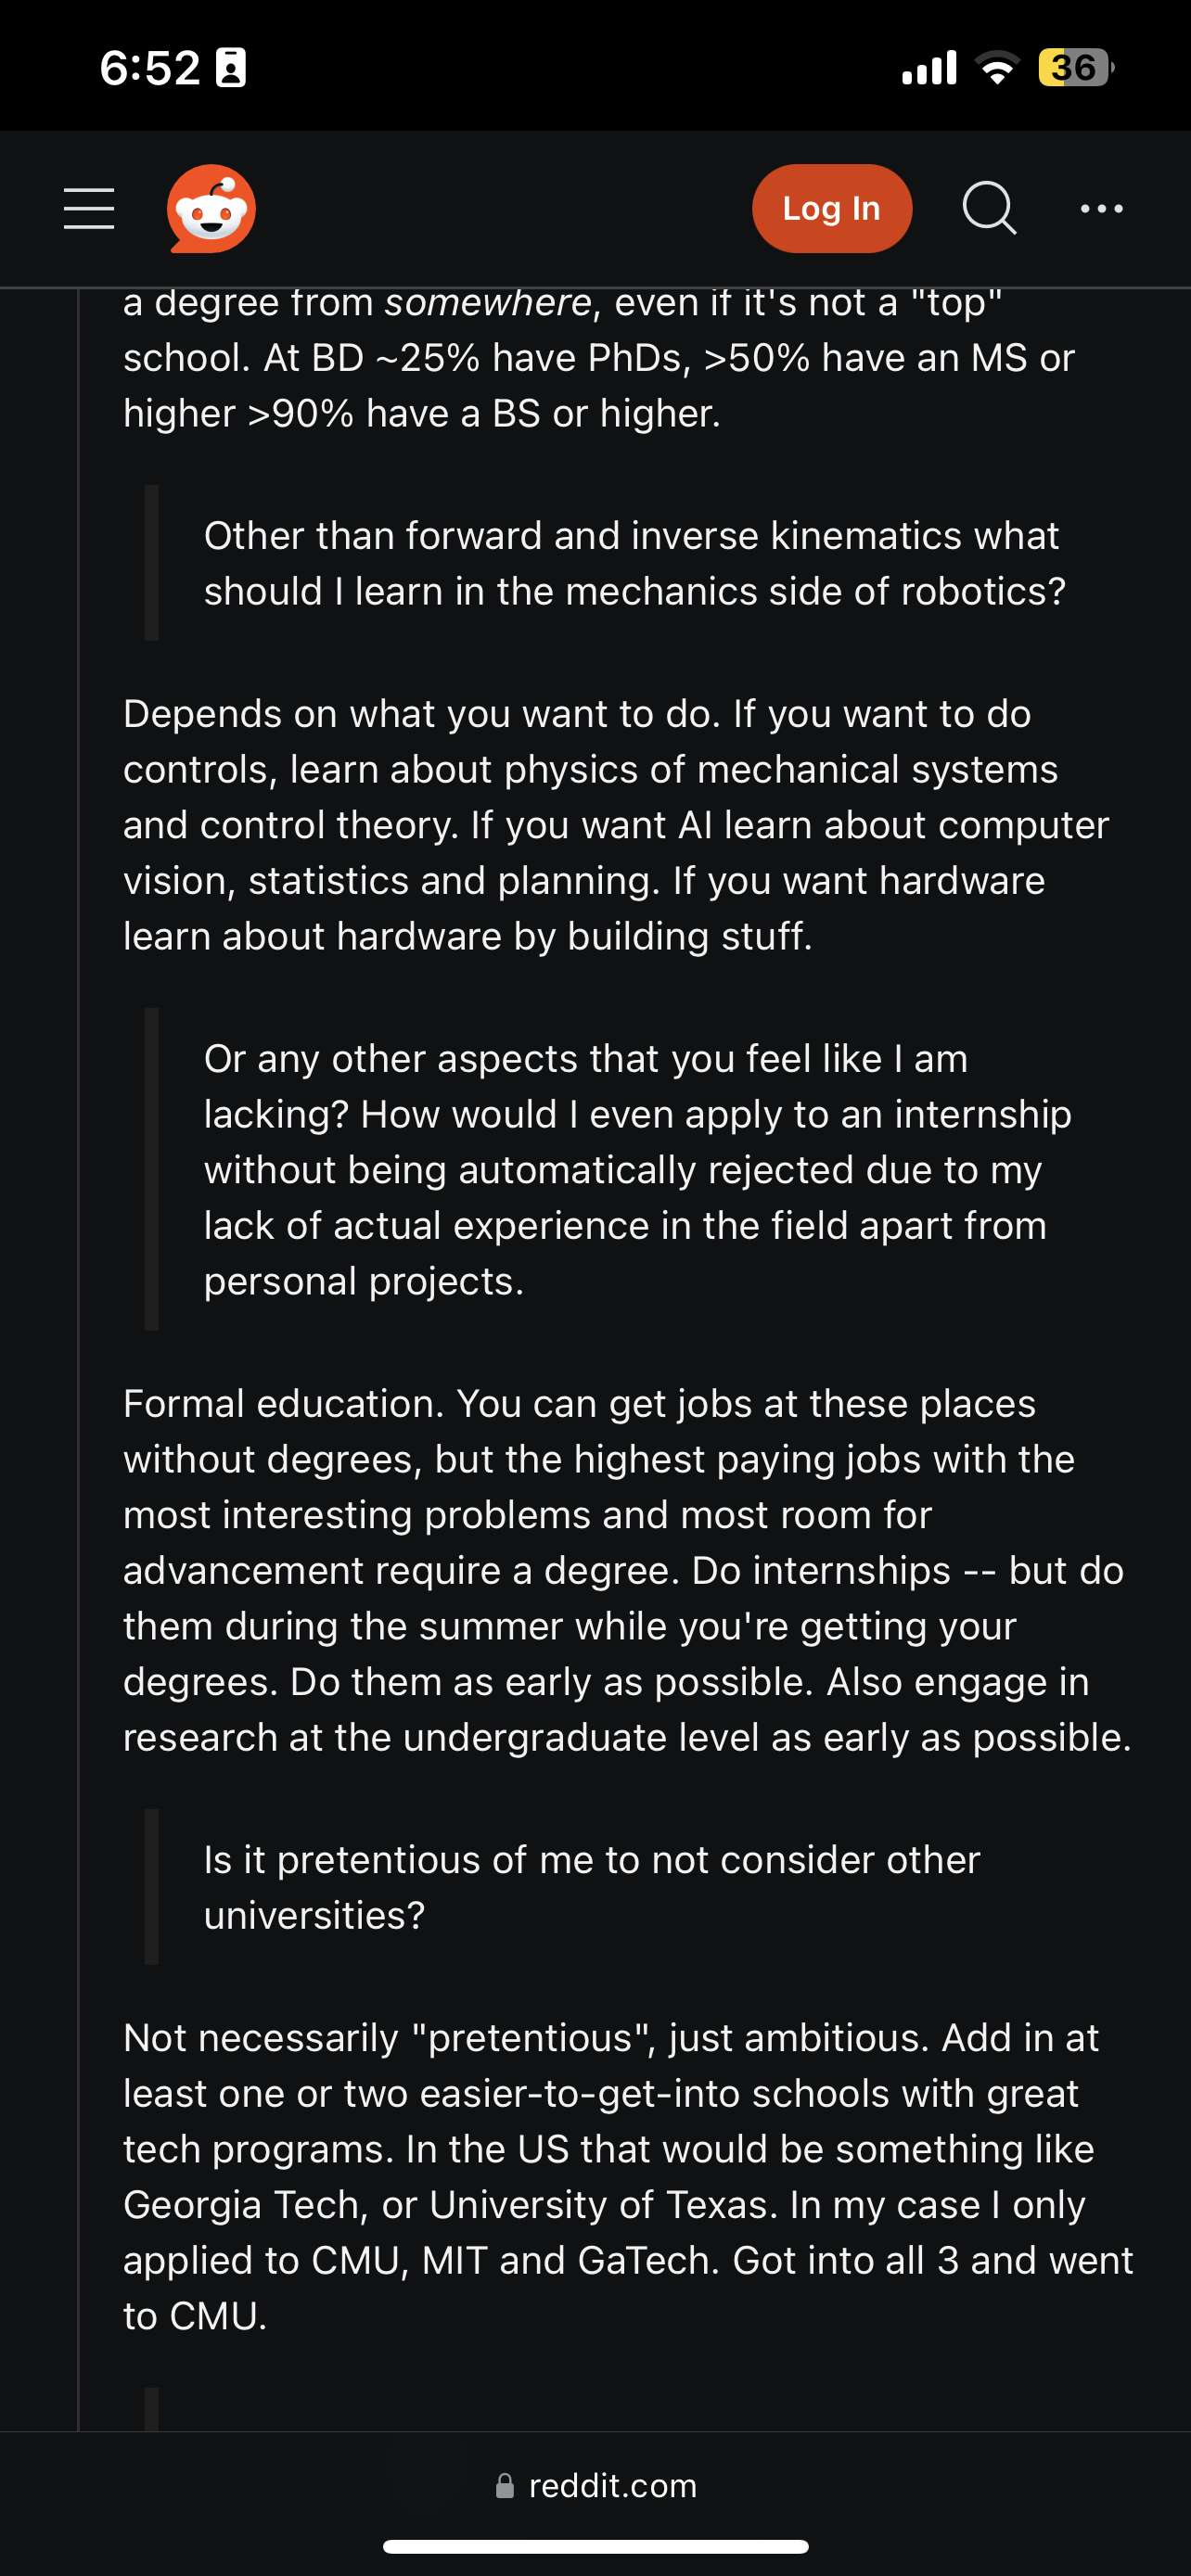 6:52
36
Log In
a degree from somewhere, even if it's not a "top"
school. At BD ~25% have PhDs, >50% have an MS or
higher >90% have a BS or higher.
Other than forward and inverse kinematics what
should I learn in the mechanics side of robotics?
Depends on what you want to do. If you want to do
controls, learn about physics of mechanical systems
and control theory. If you want AI learn about computer
vision, statistics and planning. If you want hardware
learn about hardware by building stuff.
Or any other aspects that you feel like I am
lacking? How would I even apply to an internship
without being automatically rejected due to my
lack of actual experience in the field apart from
personal projects.
Formal education. You can get jobs at these places
without degrees, but the highest paying jobs with the
most interesting problems and most room for
advancement require a degree. Do internships -- but do
them during the summer while you're getting your
degrees. Do them as early as possible. Also engage in
research at the undergraduate level as early as possible.
Is it pretentious of me to not consider other
universities?
Not necessarily "pretentious", just ambitious. Add in at
least one or two easier-to-get-into schools with great
tech programs. In the US that would be something like
Georgia Tech, or University of Texas. In my case I only
applied to CMU, MIT and GaTech. Got into all 3 and went
to CMU.
reddit.com